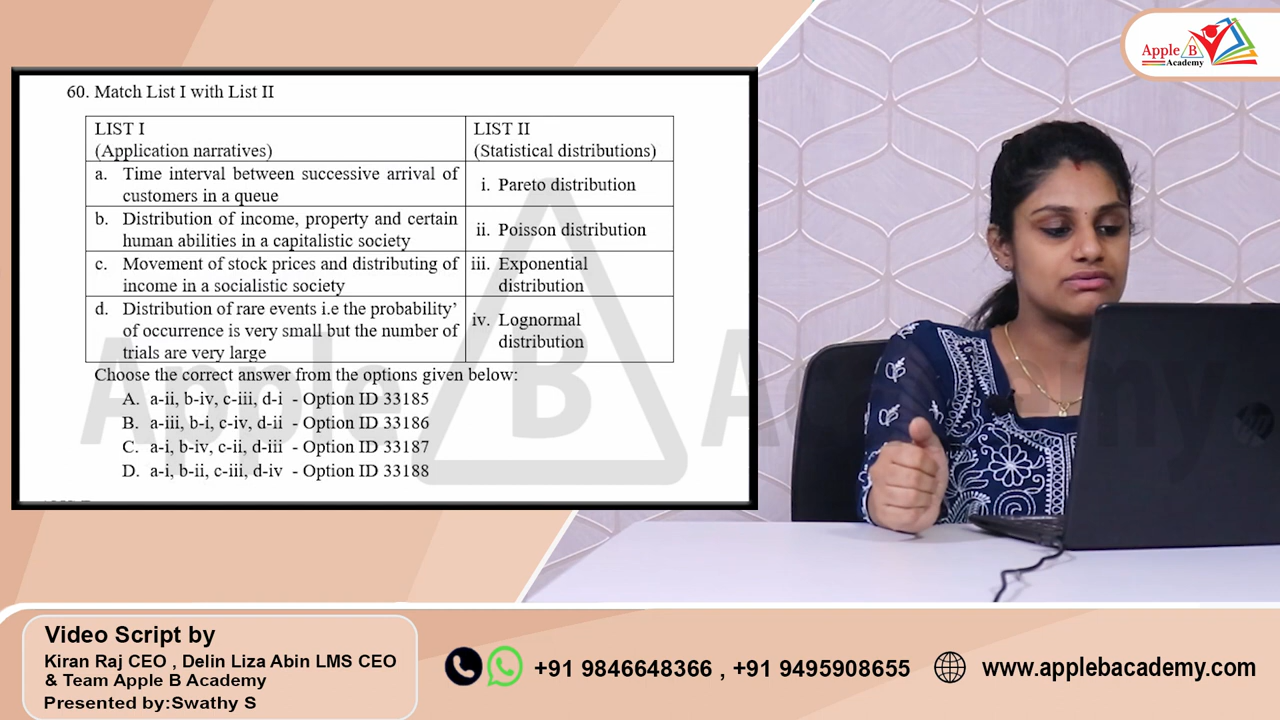 Apple B
Academy
60. Match List I with List II
LIST I
(Application narratives)
LIST II
(Statistical distributions)
a. Time interval between successive arrival of
customers in a queue
i. Pareto distribution
b. Distribution of income, property and certain
human abilities in a capitalistic society
ii. Poisson distribution
c. Movement of stock prices and distributing of
income in a socialistic society
iii. Exponential
distribution
d. Distribution of rare events i.e the probability’
of occurrence is very small but the number of
trials are very large
iv. Lognormal
distribution
Choose the correct answer from the options given below:
A. a-ii, b-iv, c-iii, d-i - Option ID 33185
B. a-iii, b-i, c-iv, d-ii - Option ID 33186
C. a-i, b-iv, c-ii, d-iii - Option ID 33187
D. a-i, b-ii, c-iii, d-iv - Option ID 33188
Apple B Academy
Video Script by
Kiran Raj CEO , Delin Liza Abin LMS CEO
& Team Apple B Academy
Presented by:Swathy S
+91 9846648366 , +91 9495908655
www.applebacademy.com